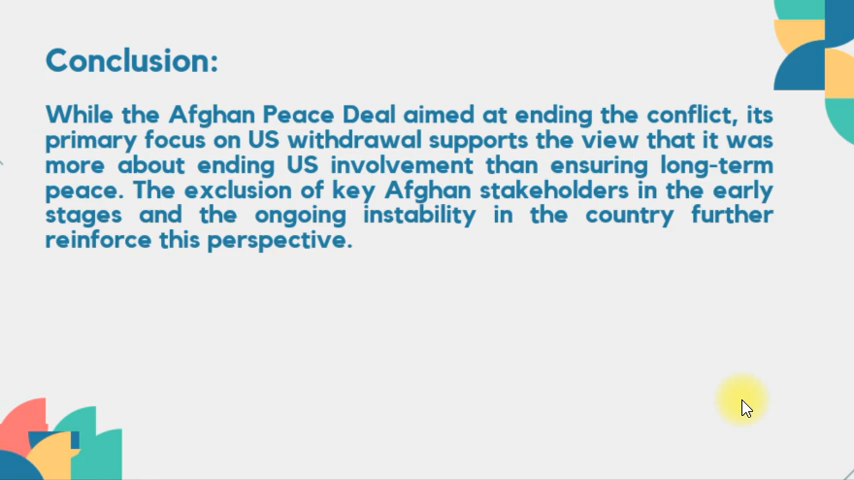 Conclusion:
While the Afghan Peace Deal aimed at ending the conflict, its
primary focus on US withdrawal supports the view that it was
more about ending US involvement than ensuring long-term
peace. The exclusion of key Afghan stakeholders in the early
stages and the ongoing instability in the country further
reinforce this perspective.